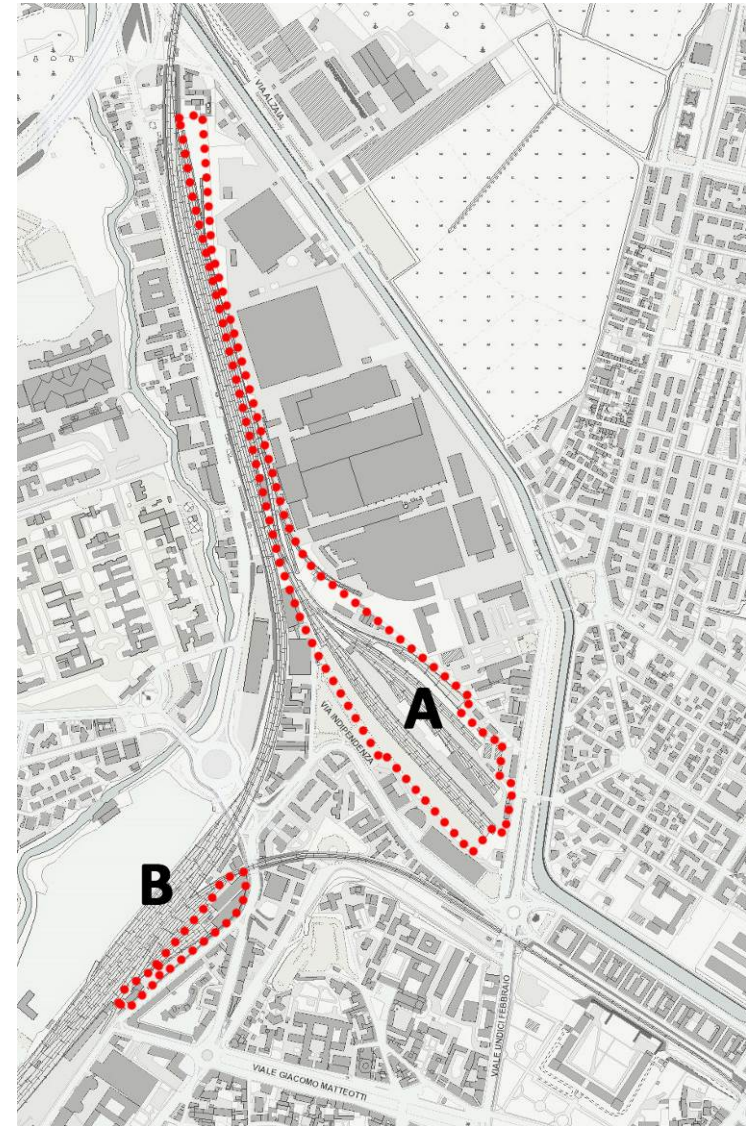 VIA ALZAIA
A
VIA INDIPENDENZA
B
VIALE UNDICI FEBBRAIO
VIALE GIACOMO MATTEOTTI